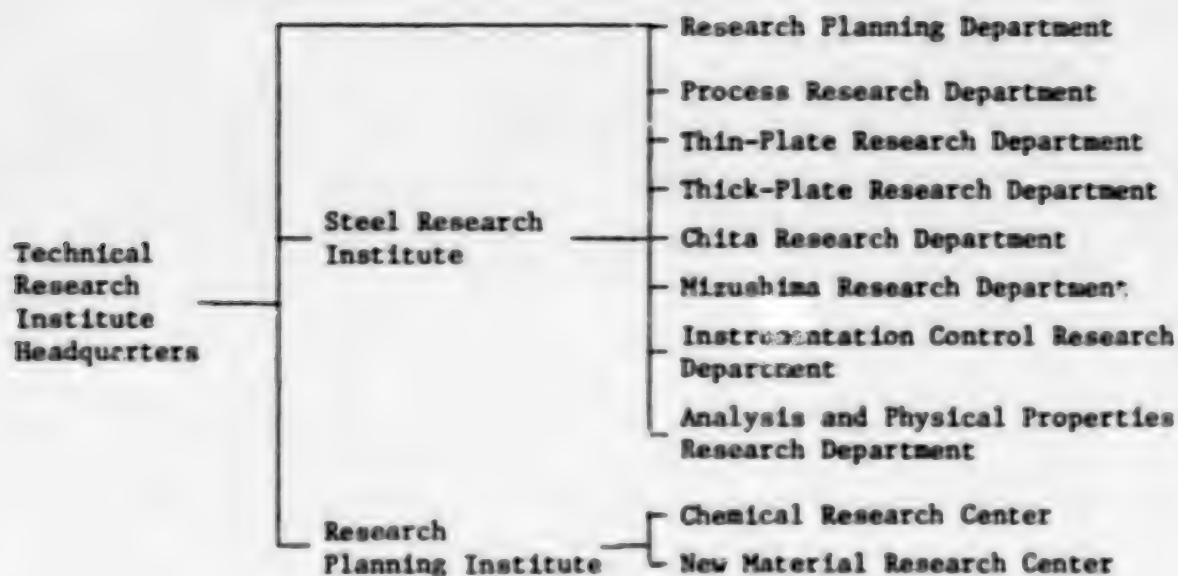 Research Planning Department
Process Research Department
Thin-Plate Research Department
Thick-Plate Research Department
Steel Research
Institute
Chita Research Department
Technical
Research
Institute
Headquarters
Mizushima Research Department
Instrumentation Control Research
Department
Analysis and Physical Properties
Research Department
Research
Planning Institute
Chemical Research Center
New Material Research Center